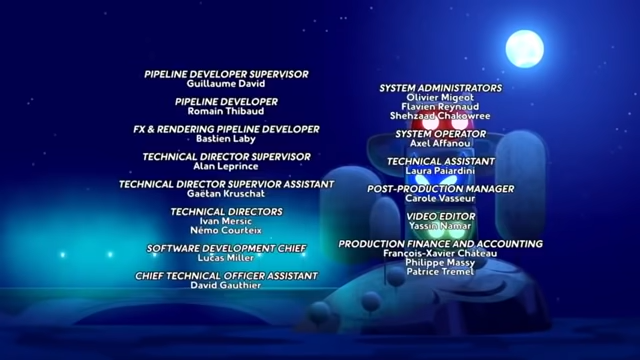 PIPELINE DEVELOPER SUPERVISOR
Guillaume David
PIPELINE DEVELOPER
Romain Thibaud
FX & RENDERING PIPELINE DEVELOPER
Bastien Laby
TECHNICAL DIRECTOR SUPERVISOR
Alan Leprince
TECHNICAL DIRECTOR SUPERVIOR ASSISTANT
Gaëtan Kruschat
TECHNICAL DIRECTORS
Ivan Mersic
Némo Courteix
SOFTWARE DEVELOPMENT CHIEF
Lucas Miller
CHIEF TECHNICAL OFFICER ASSISTANT
David Gauthier
SYSTEM ADMINISTRATORS
Olivier Migeot
Flavien Reynaud
Shehzaad Chakowree
SYSTEM OPERATOR
Axel Affanou
TECHNICAL ASSISTANT
Laura Paiardini
POST-PRODUCTION MANAGER
Carole Vasseur
VIDEO EDITOR
Yassin Namar
PRODUCTION FINANCE AND ACCOUNTING
François-Xavier Château
Philippe Massy
Patrice Tremel